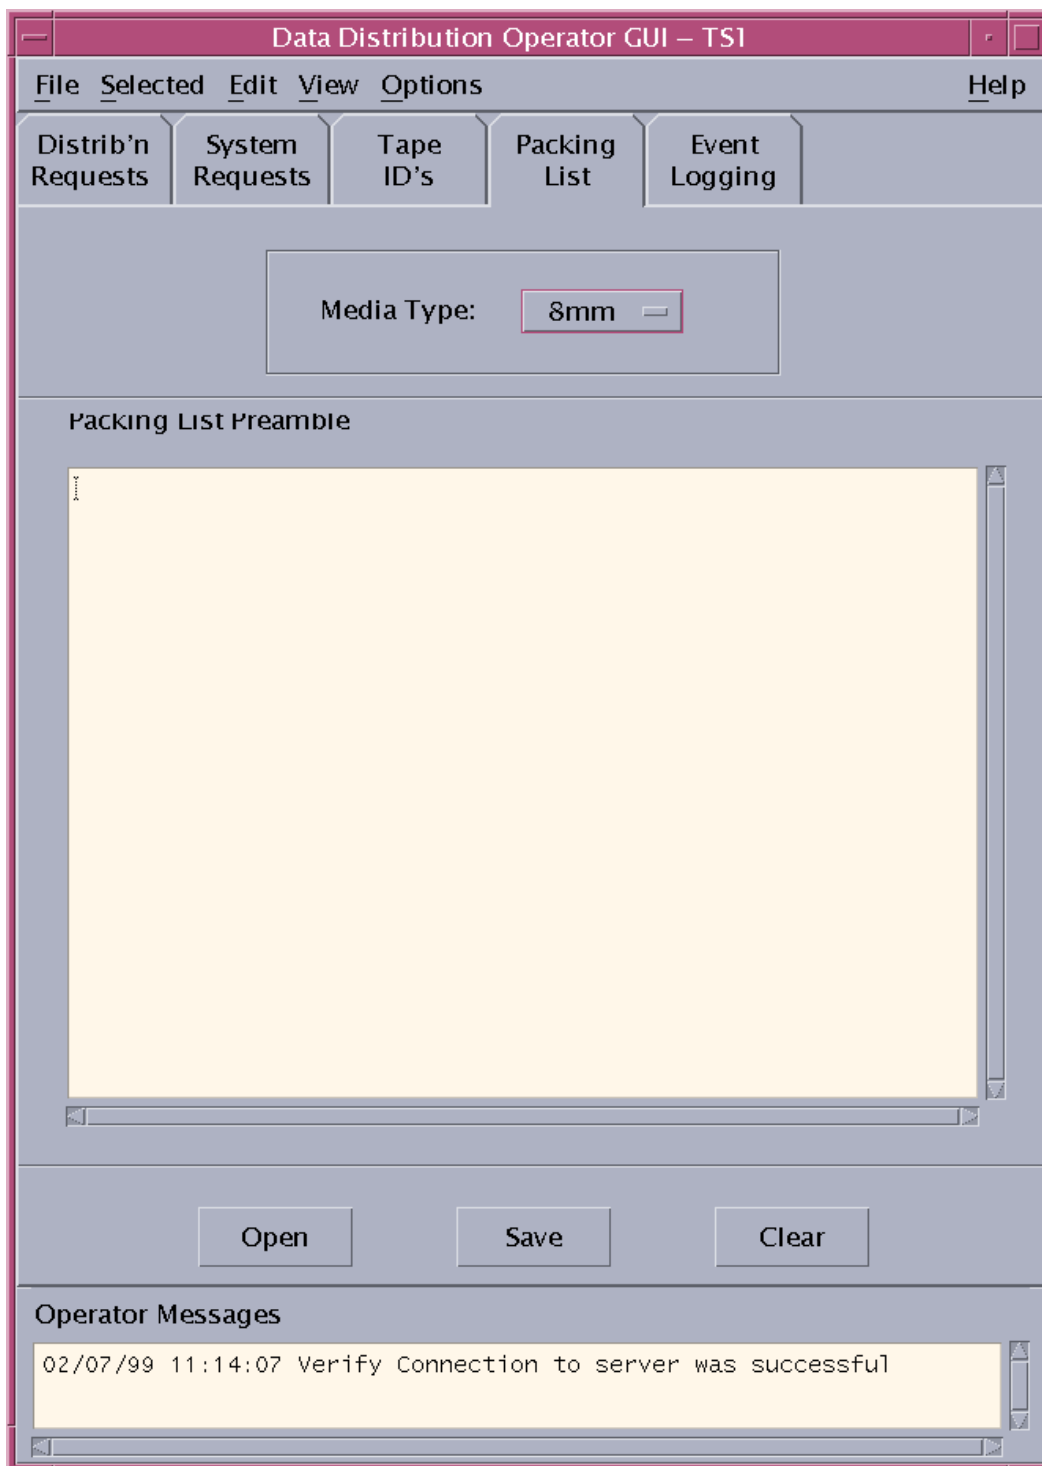 Data Distribution Operator GUI – TS1
File Selected Edit View Options Help
Distrib'n Requests
System Requests
Tape ID's
Packing List
Event Logging
Media Type: 8mm
Packing List Preamble
Open Save Clear
Operator Messages
02/07/99 11:14:07 Verify Connection to server was successful